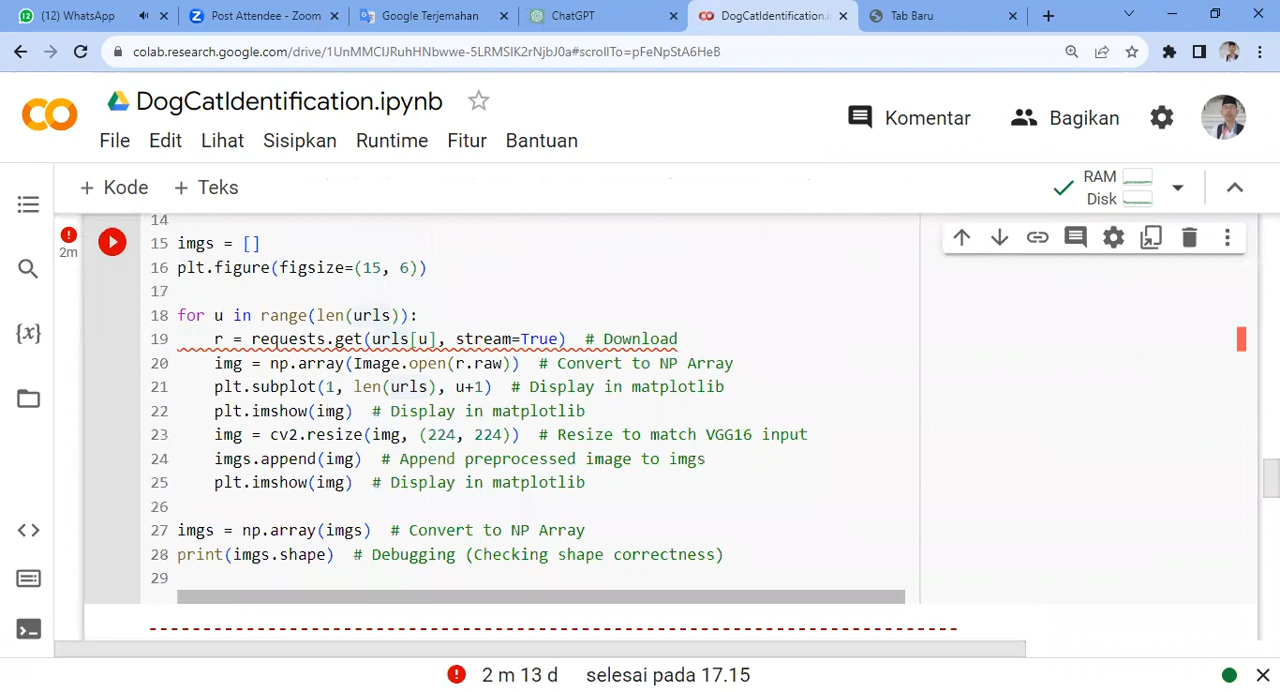 (12) WhatsApp
Post Attendee - Zoom
Google Terjemahan
ChatGPT
DogCatIdentification.i
Tab Baru
colab.research.google.com/drive/1UnMMCIJRuhHNbwwe-5LRMSIK2rNjbJ0a#scrollTo=pFeNpStA6HeB
DogCatIdentification.ipynb
Komentar
Bagikan
File Edit Lihat Sisipkan Runtime Fitur Bantuan
+ Kode + Teks
RAM
Disk
2m
14
15 imgs = []
16 plt.figure(figsize=(15, 6))
17
18 for u in range(len(urls)):
19 r = requests.get(urls[u], stream=True) # Download
20 img = np.array(Image.open(r.raw)) # Convert to NP Array
21 plt.subplot(1, len(urls), u+1) # Display in matplotlib
22 plt.imshow(img) # Display in matplotlib
23 img = cv2.resize(img, (224, 224)) # Resize to match VGG16 input
24 imgs.append(img) # Append preprocessed image to imgs
25 plt.imshow(img) # Display in matplotlib
26
27 imgs = np.array(imgs) # Convert to NP Array
28 print(imgs.shape) # Debugging (Checking shape correctness)
29
---------------------------------------------------------------------------
2 m 13 d selesai pada 17.15